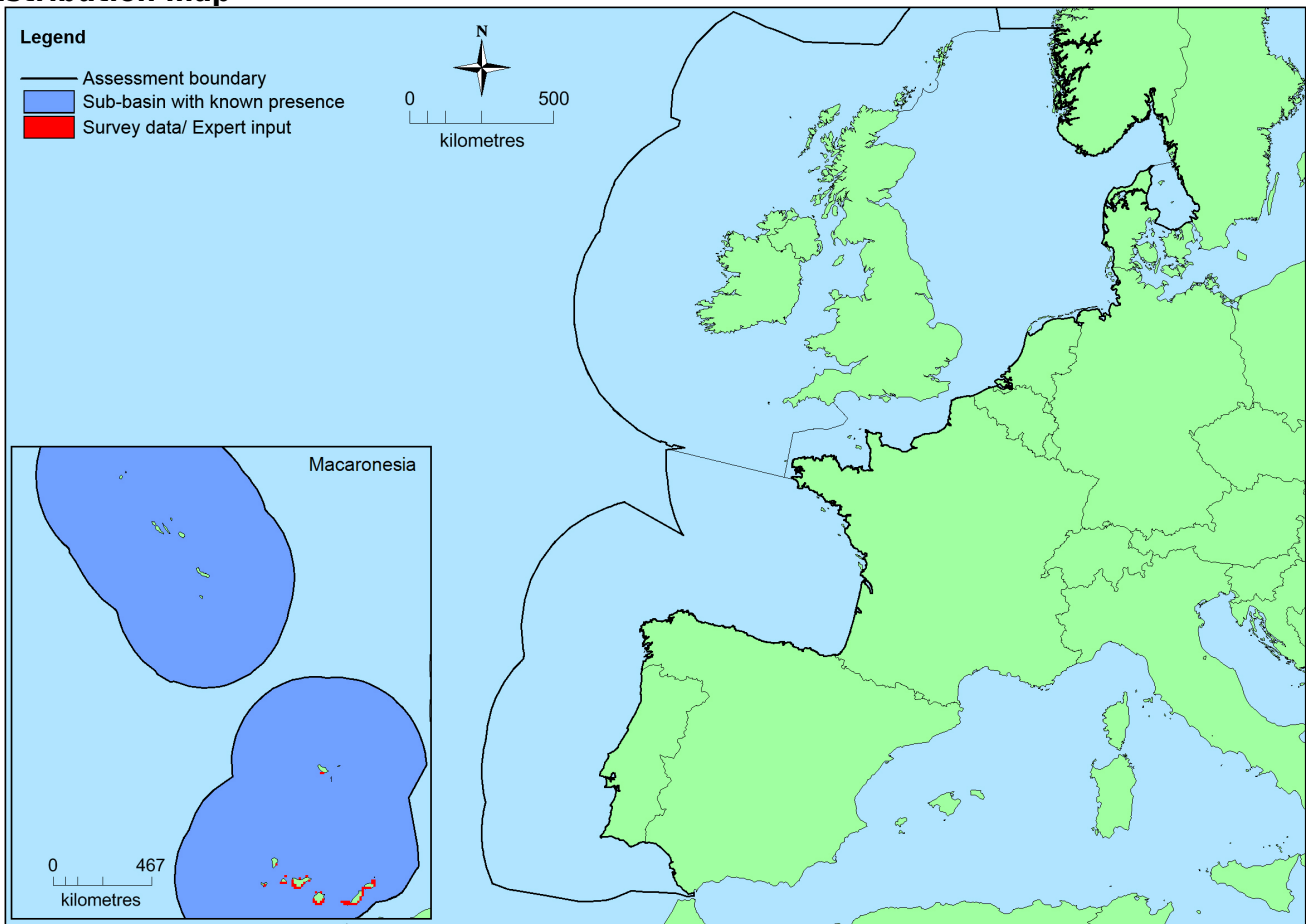 Legend
Assessment boundary
Sub-basin with known presence
Survey data/ Expert input
N
0 500
kilometres
Macaronesia
0 467
kilometres